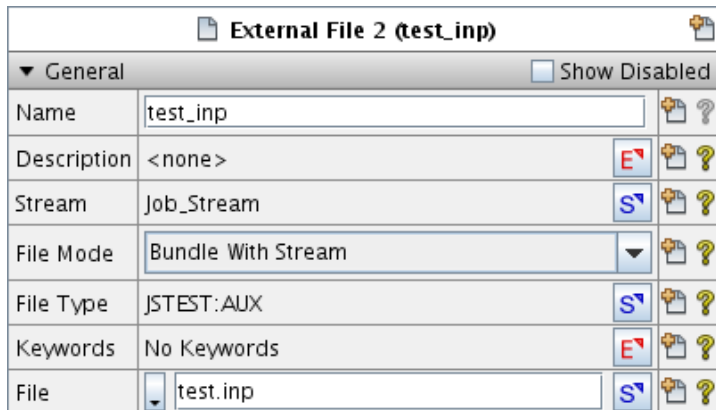 External File 2 (test_inp)
▼ General Show Disabled
Name test_inp ?
Description <none> E ?
Stream Job_Stream S ?
File Mode Bundle With Stream ?
File Type JSTEST:AUX S ?
Keywords No Keywords E ?
File test.inp S ?